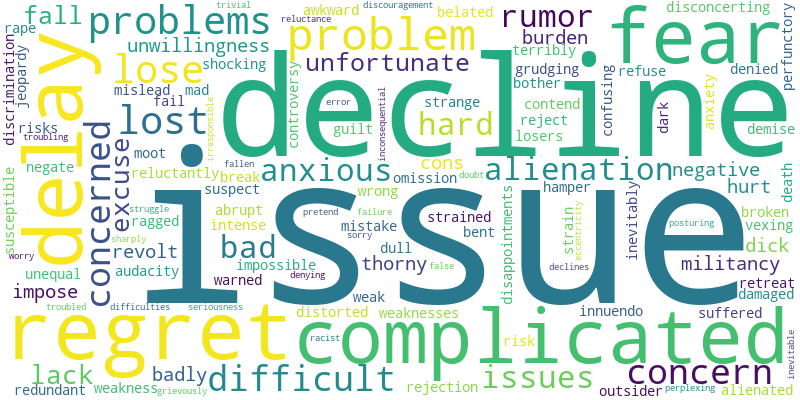 trivial
discouragement
awkward
belated
disconcerting
reluctance
fall
problems
problem
rumor
fear
perfunctory
rape
unwillingness
burden
jeopardy
discrimination
delay
lose
shocking
unfortunate
terribly
decline
grudging
refuse
denied
mislead
mad
controversy
bother
confusing
anxiety
fail
error
strange
contend
dark
risks
troubling
concerned
lost
irresponsible
guilt
inconsequential
hard
reject
losers
demise
excuse
moot
negate
reluctantly
break
fallen
anxious
cons
doubt
alienation
negative
death
susceptible
suspect
omission
hamper
hurt
wrong
issue
struggle
ragged
abrupt
pretend
failure
strained
disappointments
strain
eccentricity
inevitably
posturing
broken
intense
mistake
sorry
bent
vexing
sharply
revolt
bad
dull
dick
worry
unequal
audacity
impossible
thorny
false
declines
militancy
warned
denying
retreat
impose
weak
damaged
troubled
difficulties
seriousness
distorted
weaknesses
innuendo
suffered
regret
complicated
racist
risk
inevitable
lack
badly
difficult
issues
concern
redundant
weakness
grievously
rejection
outsider
perplexing
alienated